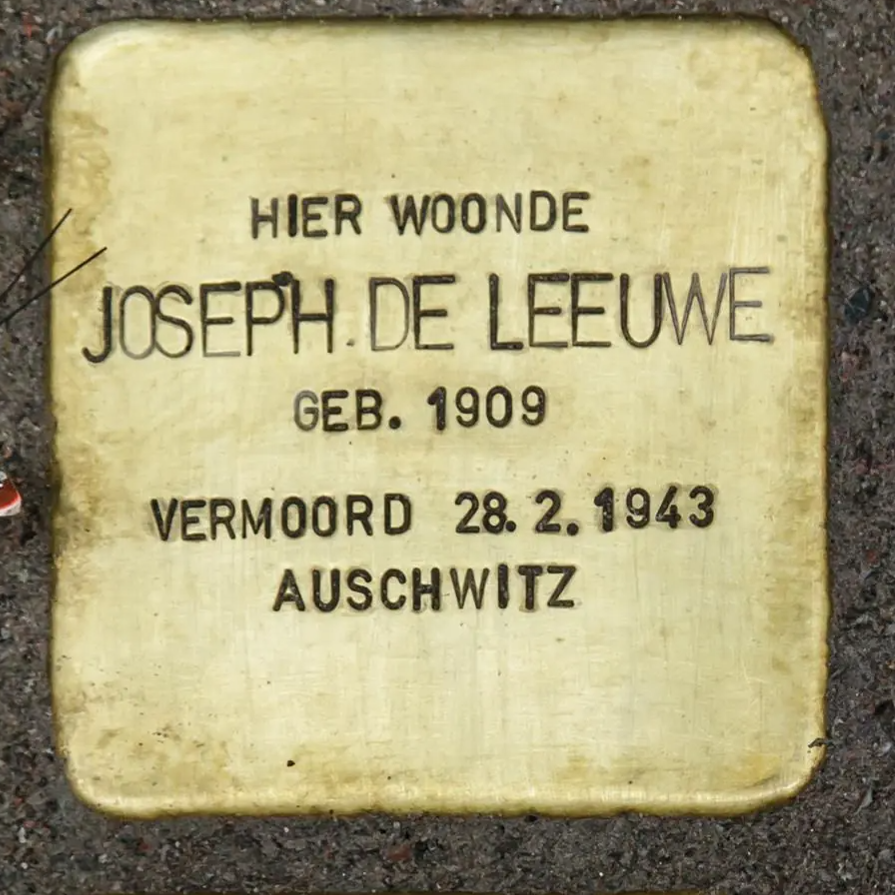 HIER WOONDE
JOSEPH DE LEEUWE
GEB. 1909
VERMOORD 28.2.1943
AUSCHWITZ